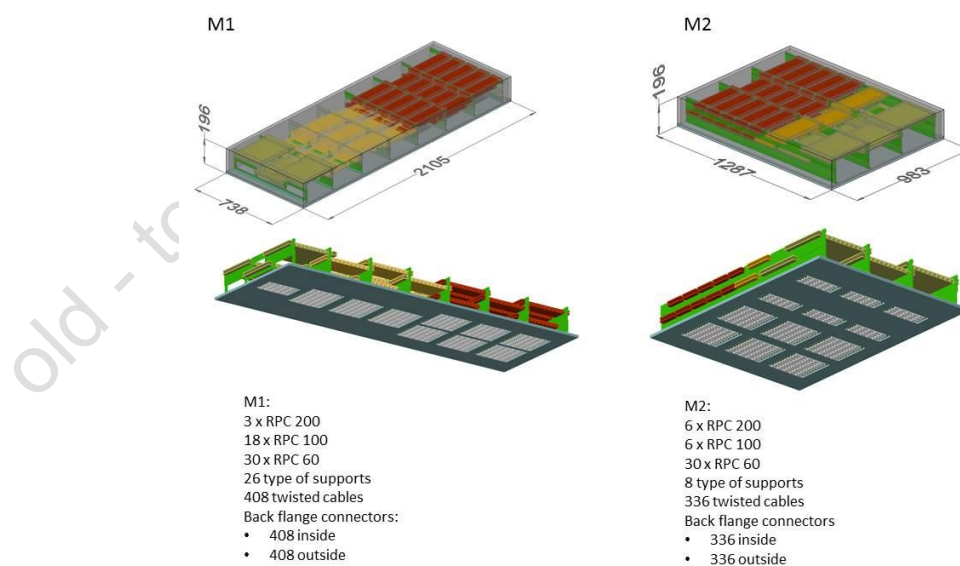 M1
M2
196
738
2105
196
1287
983
old - to
M1:
3 x RPC 200
18 x RPC 100
30 x RPC 60
26 type of supports
408 twisted cables
Back flange connectors:
• 408 inside
• 408 outside
M2:
6 x RPC 200
6 x RPC 100
30 x RPC 60
8 type of supports
336 twisted cables
Back flange connectors
• 336 inside
• 336 outside